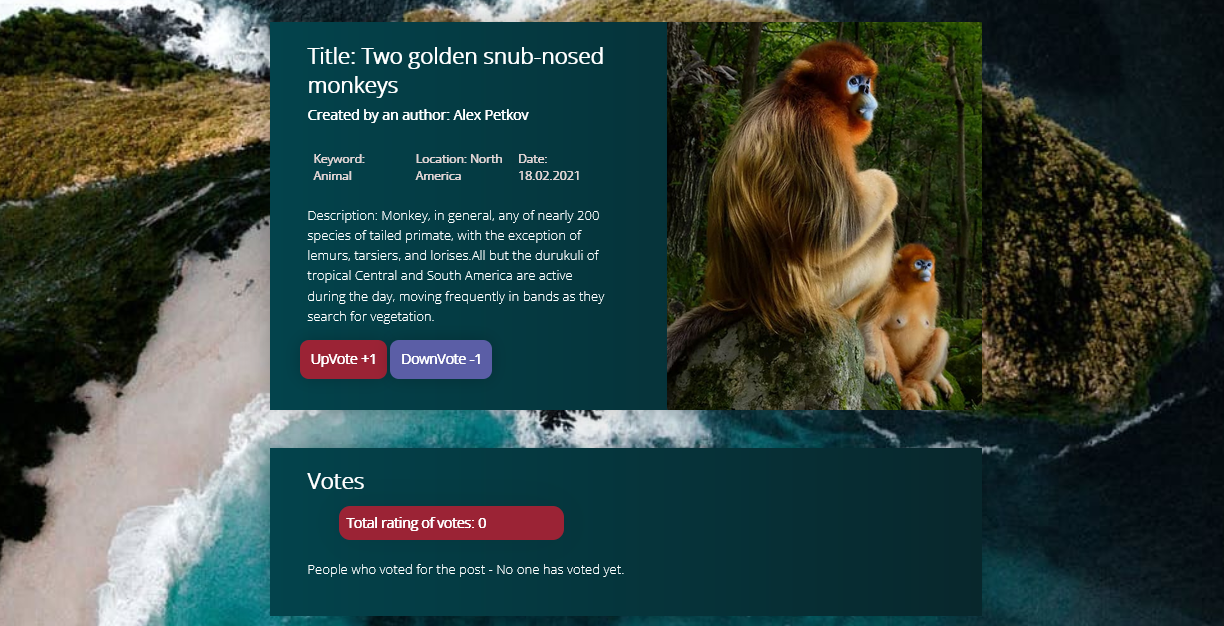 Title: Two golden snub-nosed
monkeys
Created by an author: Alex Petkov
Keyword:
Animal
Location: North
America
Date:
18.02.2021
Description: Monkey, in general, any of nearly 200
species of tailed primate, with the exception of
lemurs, tarsiers, and lorises.All but the durukuli of
tropical Central and South America are active
during the day, moving frequently in bands as they
search for vegetation.
UpVote +1
DownVote -1
Votes
Total rating of votes: 0
People who voted for the post - No one has voted yet.